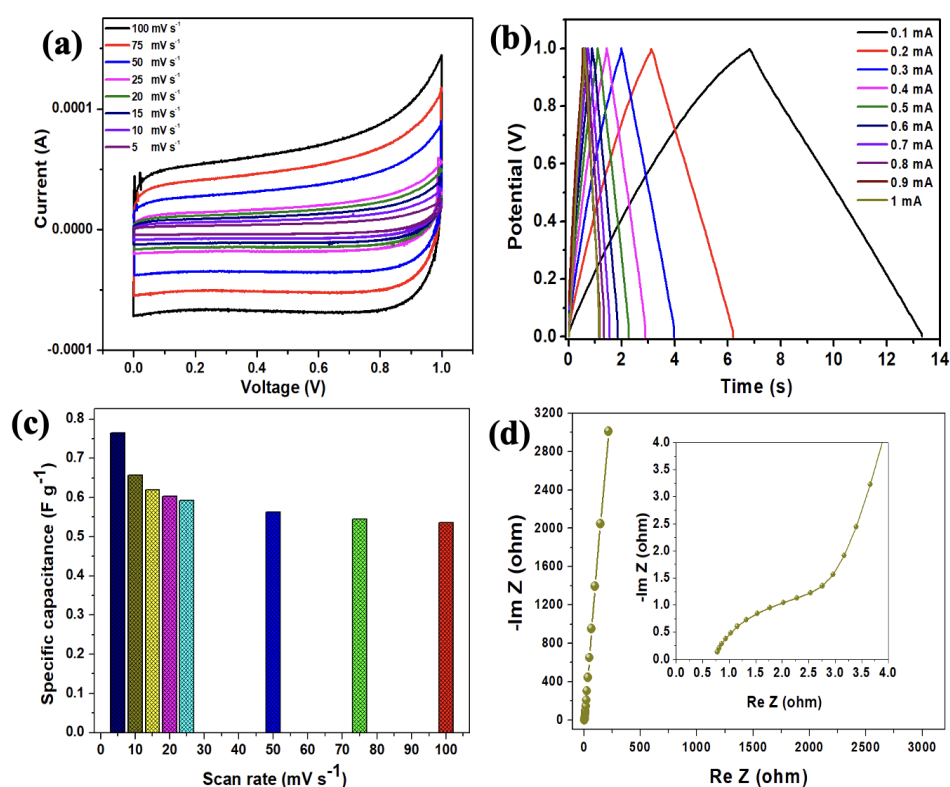 (a)
100 mV s⁻¹
75 mV s⁻¹
50 mV s⁻¹
25 mV s⁻¹
20 mV s⁻¹
15 mV s⁻¹
10 mV s⁻¹
5 mV s⁻¹
Current (A)
0.0001
0.0000
-0.0001
0.0 0.2 0.4 0.6 0.8 1.0
Voltage (V)
(b)
0.1 mA
0.2 mA
0.3 mA
0.4 mA
0.5 mA
0.6 mA
0.7 mA
0.8 mA
0.9 mA
1 mA
Potential (V)
1.0
0.8
0.6
0.4
0.2
0.0
0 2 4 6 8 10 12 14
Time (s)
(c)
Specific capacitance (F g⁻¹)
0.8
0.7
0.6
0.5
0.4
0.3
0.2
0.1
0.0
0 10 20 30 40 50 60 70 80 90 100
Scan rate (mV s⁻¹)
(d)
-Im Z (ohm)
3200
2800
2400
2000
1600
1200
800
400
0
0 500 1000 1500 2000 2500 3000
Re Z (ohm)
-Im Z (ohm)
4.0
3.5
3.0
2.5
2.0
1.5
1.0
0.5
0.0
0.0 0.5 1.0 1.5 2.0 2.5 3.0 3.5 4.0
Re Z (ohm)